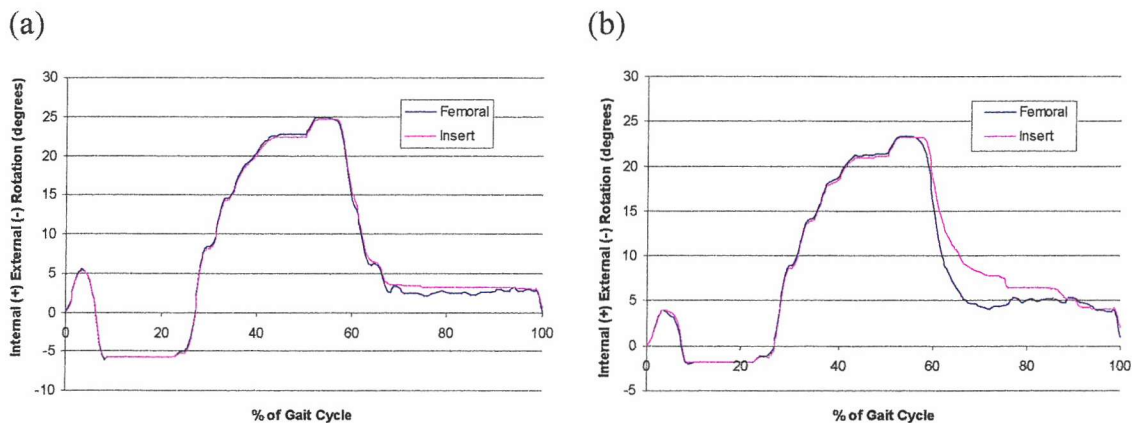 (a)
Internal (+) External (-) Rotation (degrees)
30
25
20
15
10
5
0
-5
-10
0
20
40
60
80
100
Femoral
Insert
% of Gait Cycle
(b)
Internal (+) External (-) Rotation (degrees)
30
25
20
15
10
5
0
-5
0
20
40
60
80
100
Femoral
Insert
% of Gait Cycle